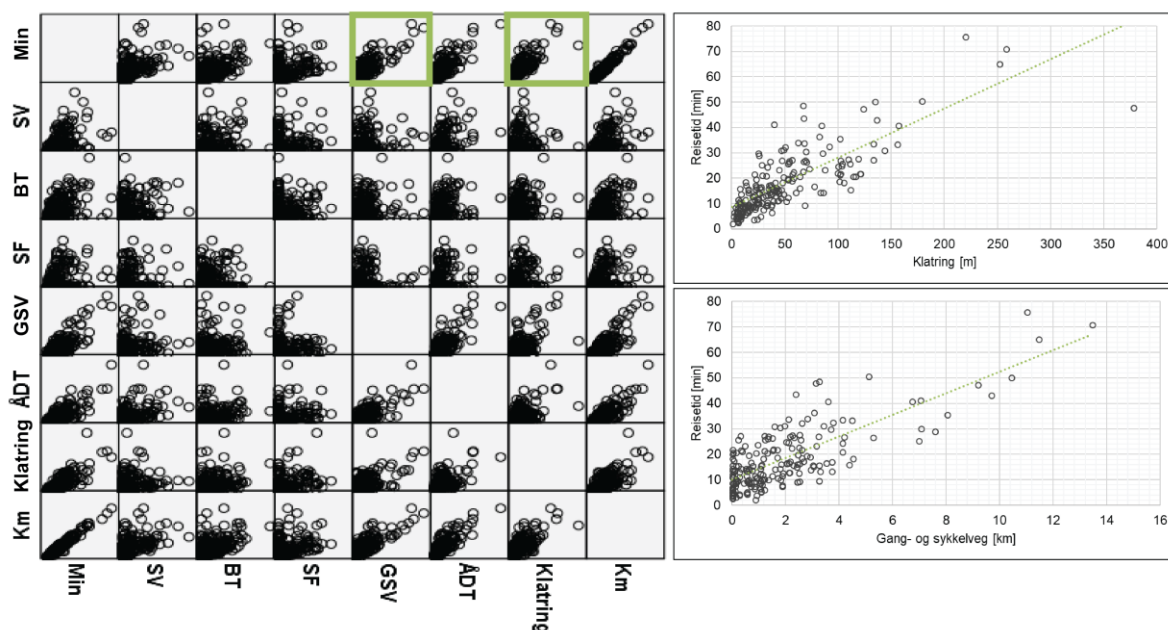 Min
SV
BT
SF
GSV
ÅDT
Klatring
Km
Min
SV
BT
SF
GSV
ÅDT
Klatring
Km
80
70
60
50
40
30
20
10
0
Reisetid [min]
0 50 100 150 200 250 300 350 400
Klatring [m]
80
70
60
50
40
30
20
10
0
Reisetid [min]
0 2 4 6 8 10 12 14 16
Gang- og sykkelveg [km]